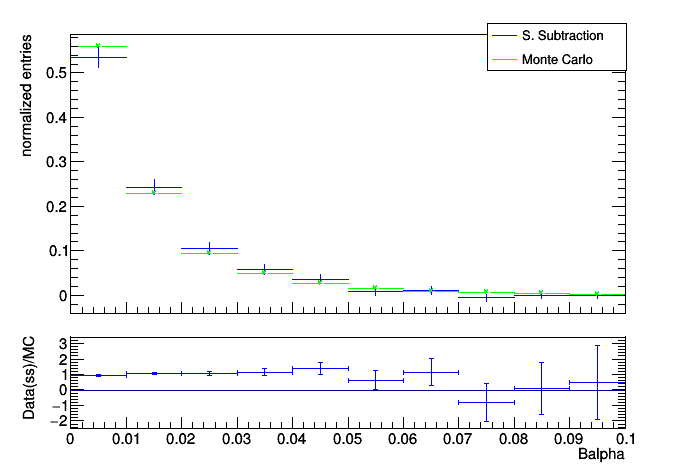 S. Subtraction
Monte Carlo
normalized entries
0.5
0.4
0.3
0.2
0.1
0
Data(ss)/MC
3
2
1
0
−1
−2
0 0.01 0.02 0.03 0.04 0.05 0.06 0.07 0.08 0.09 0.1
Balpha